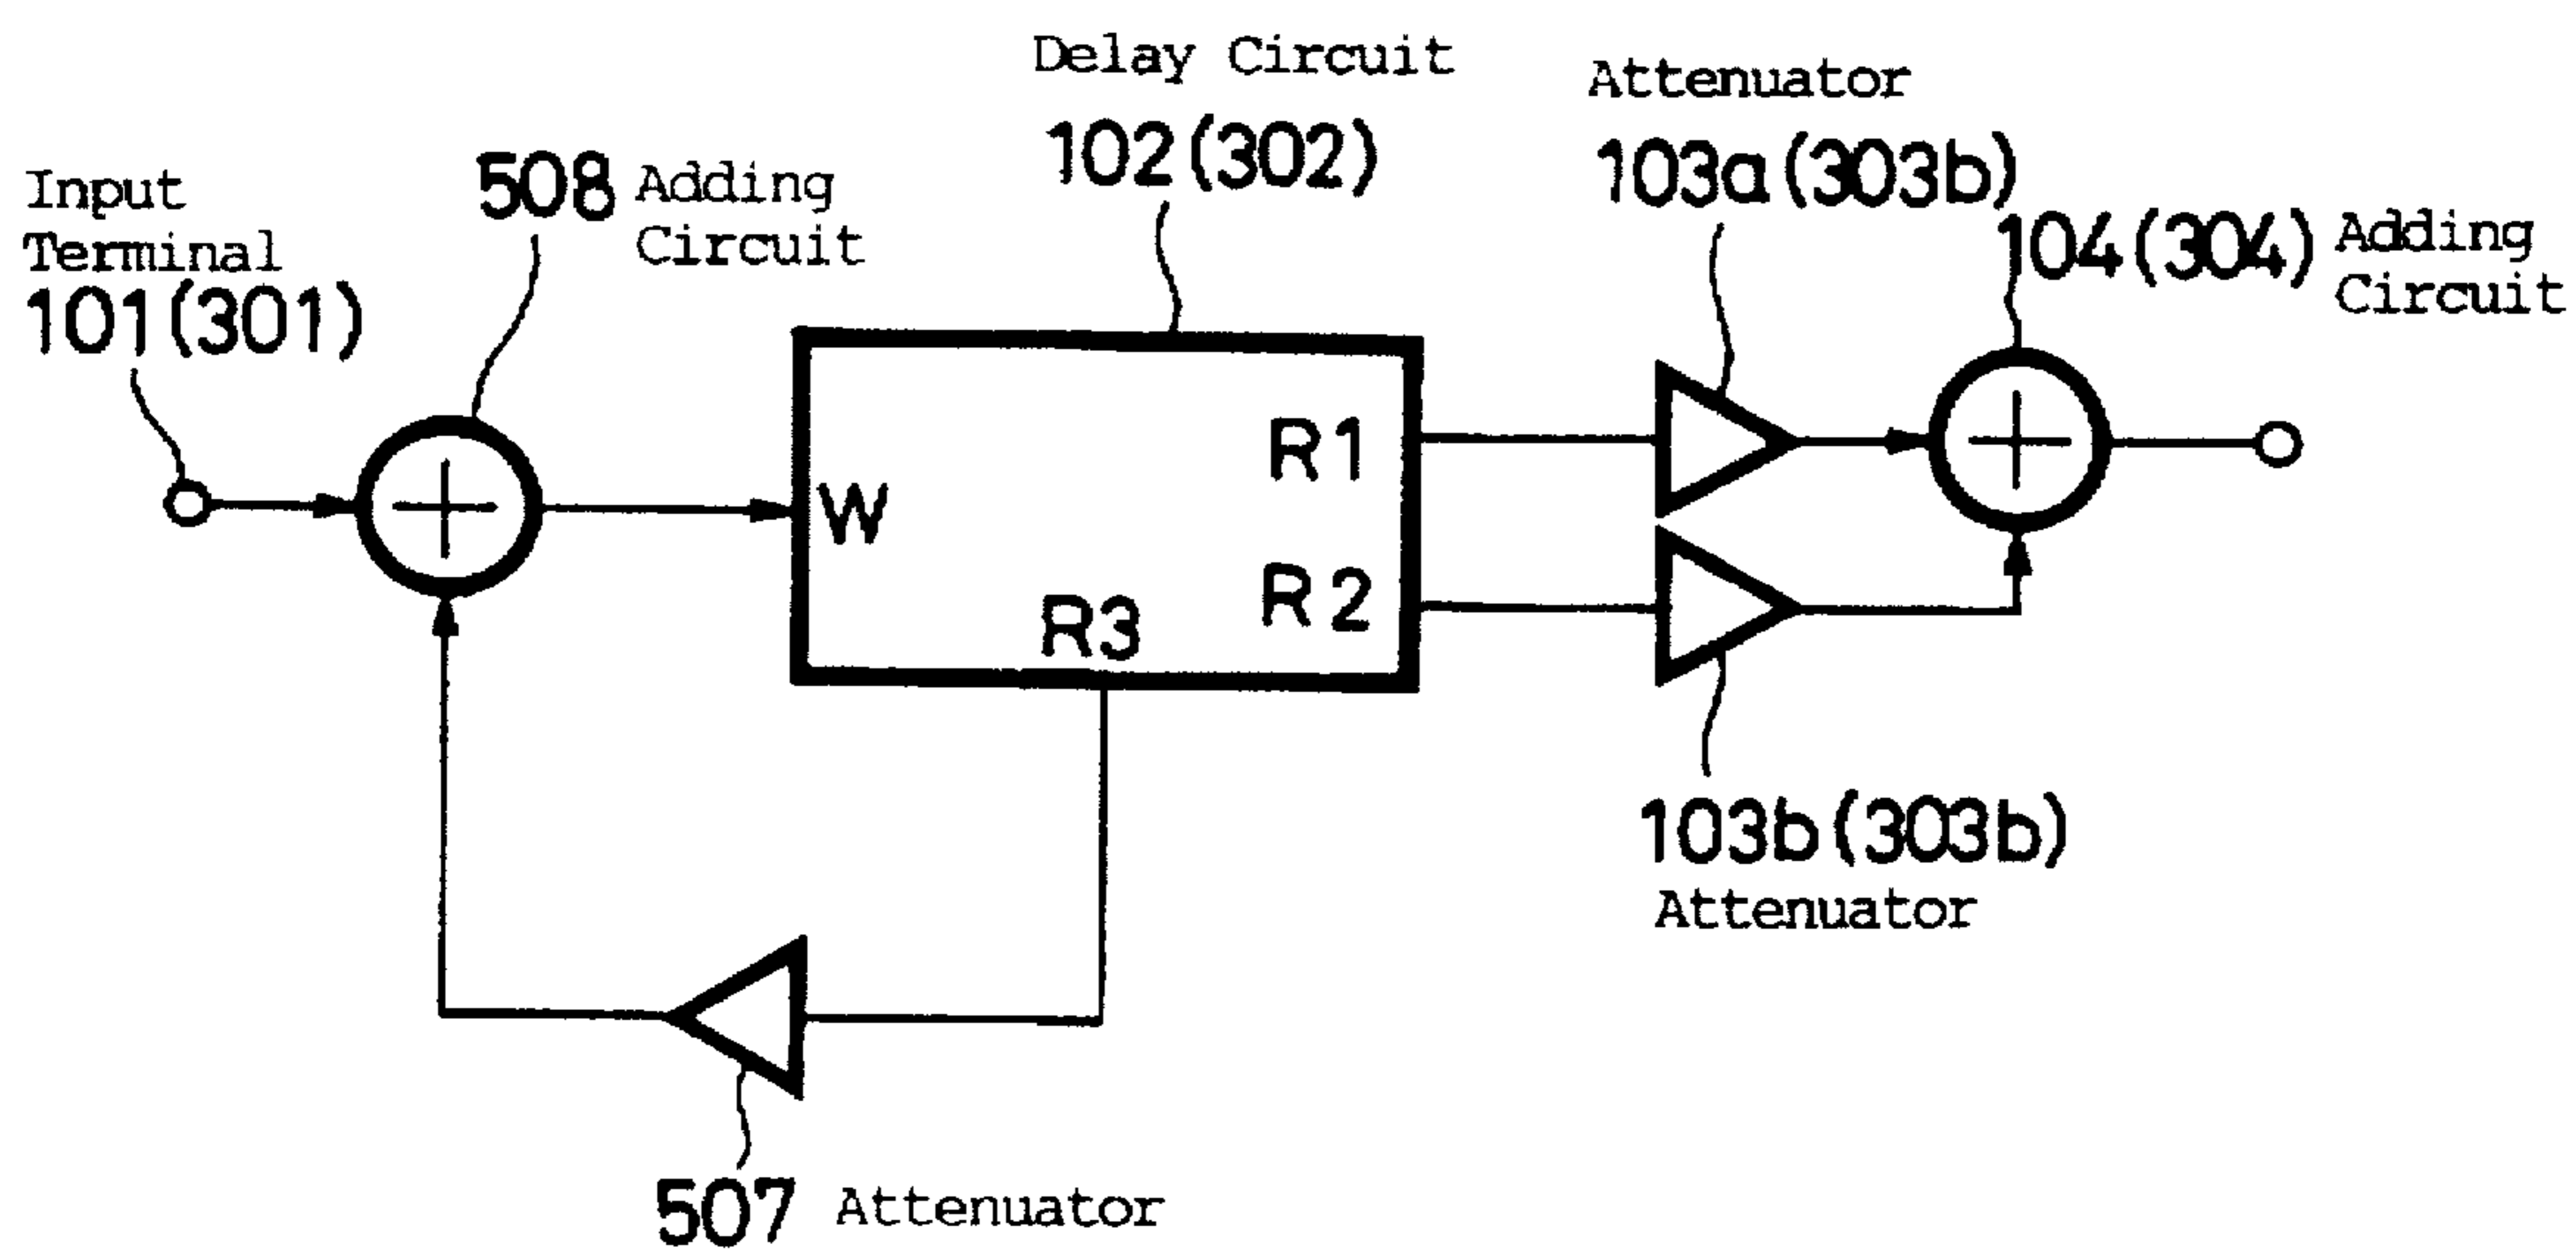 Delay Circuit
102(302)
Attenuator
103a(303b)
Input
Terminal
101(301)
508 Adding
Circuit
104(304) Adding
Circuit
W
R1
R2
R3
103b(303b)
Attenuator
507 Attenuator